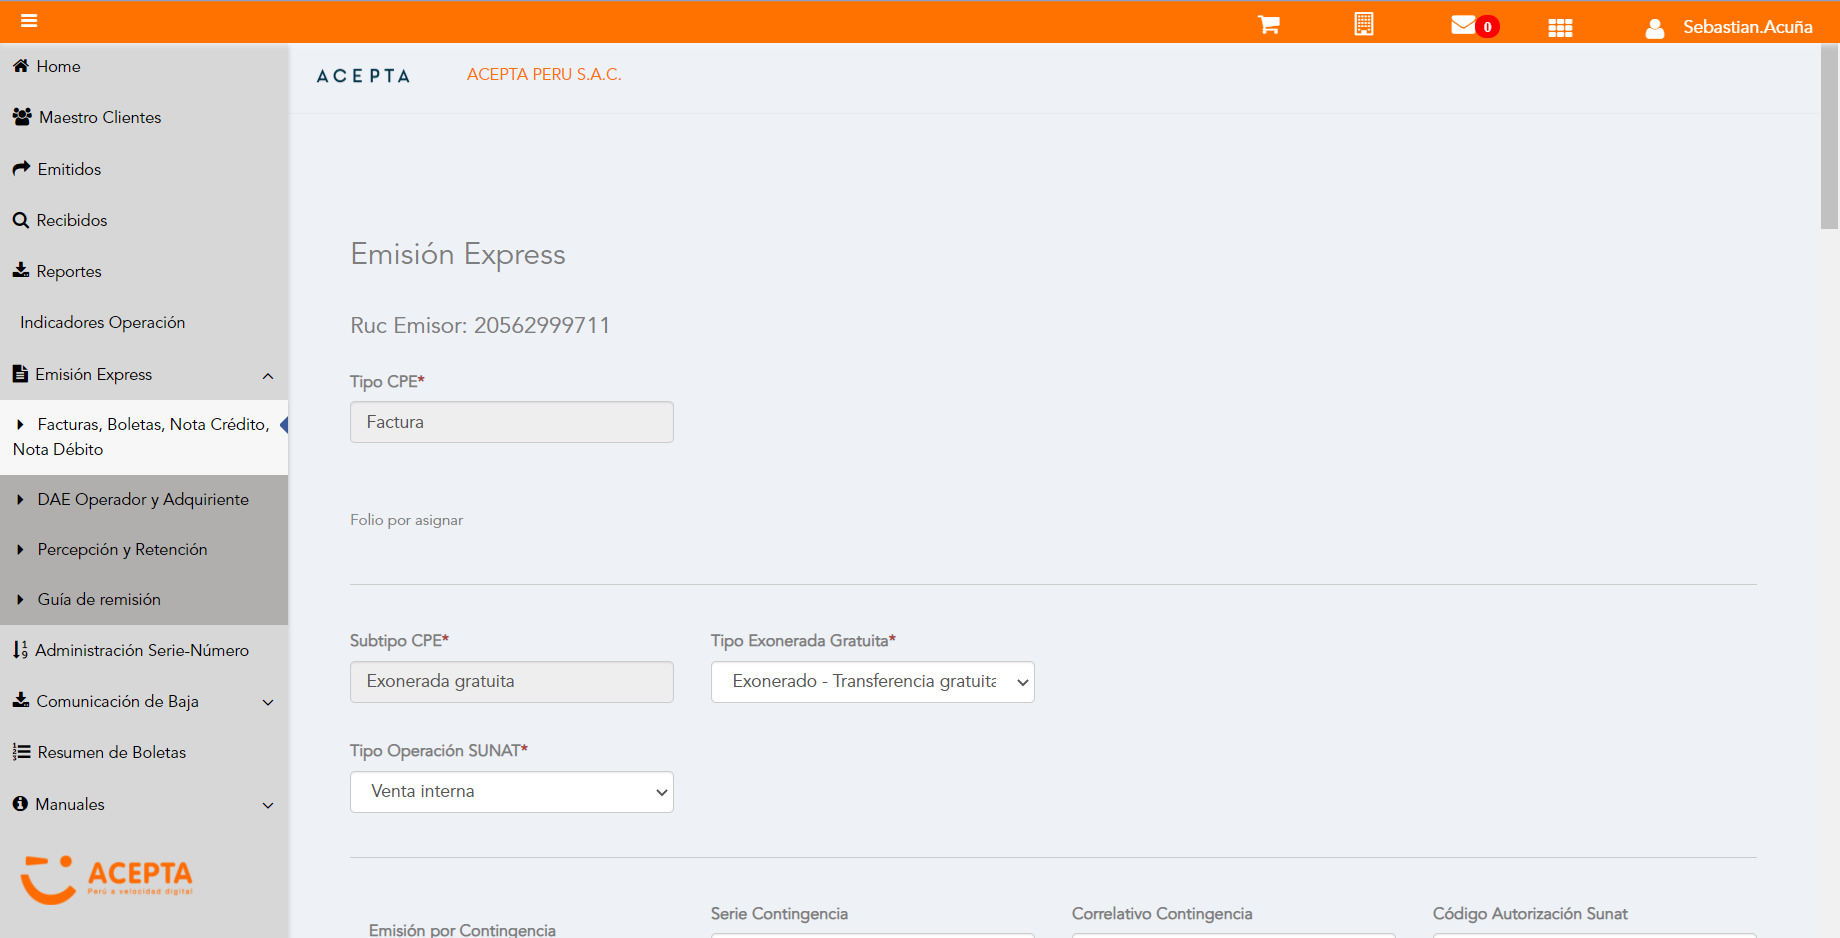 0
Sebastian.Acuña
Home
Maestro Clientes
Emitidos
Recibidos
Reportes
Indicadores Operación
Emisión Express
Facturas, Boletas, Nota Crédito,
Nota Débito
DAE Operador y Adquiriente
Percepción y Retención
Guía de remisión
Administración Serie-Número
Comunicación de Baja
Resumen de Boletas
Manuales
ACEPTA
Perú a velocidad digital
ACEPTA
ACEPTA PERU S.A.C.
Emisión Express
Ruc Emisor: 20562999711
Tipo CPE*
Factura
Folio por asignar
Subtipo CPE*
Tipo Exonerada Gratuita*
Exonerada gratuita
Exonerado - Transferencia gratuita
Tipo Operación SUNAT*
Venta interna
Serie Contingencia
Correlativo Contingencia
Código Autorización Sunat
Emisión por Contingencia